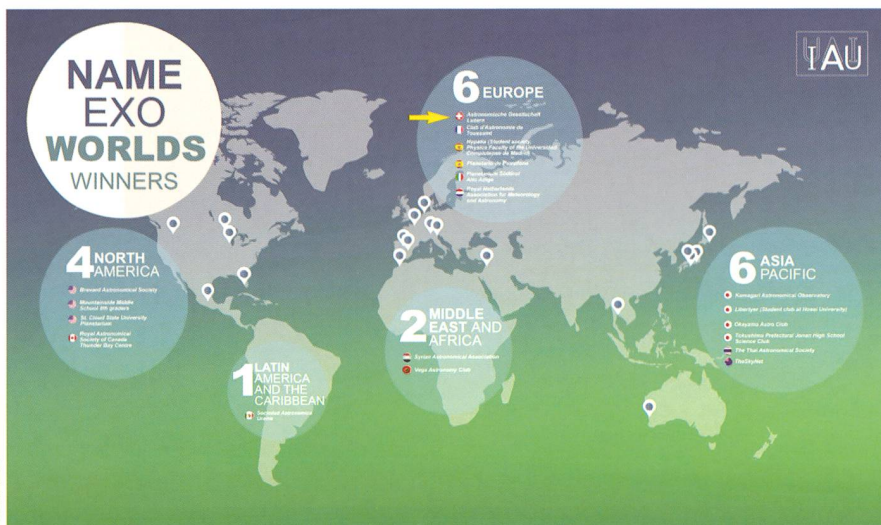 NAME
EXO
WORLDS
WINNERS
IAU
6 EUROPE
Astronomische Gesellschaft
Luzern
Club d'Astronomie de
Toussaint
Hypatia (Student society,
Physics Faculty of the Universidad
Complutense de Madrid)
Planetario de Pamplona
Planetarium Südtirol
Alto Adige
Royal Netherlands
Association for Meteorology
and Astronomy
4 NORTH
AMERICA
Brevard Astronomical Society
Mountainside Middle
School 8th graders
St. Cloud State University
Planetarium
Royal Astronomical
Society of Canada
Thunder Bay Centre
1 LATIN
AMERICA
AND THE
CARIBBEAN
Sociedad Astronómica
Urania
2 MIDDLE
EAST AND
AFRICA
Syrian Astronomical Association
Vega Astronomy Club
6 ASIA
PACIFIC
Kamagari Astronomical Observatory
Libertyer (Student club at Hosei University)
Okayama Astro Club
Tokushima Prefectural Jonan High School
Science Club
The Thai Astronomical Society
TheSkyNet